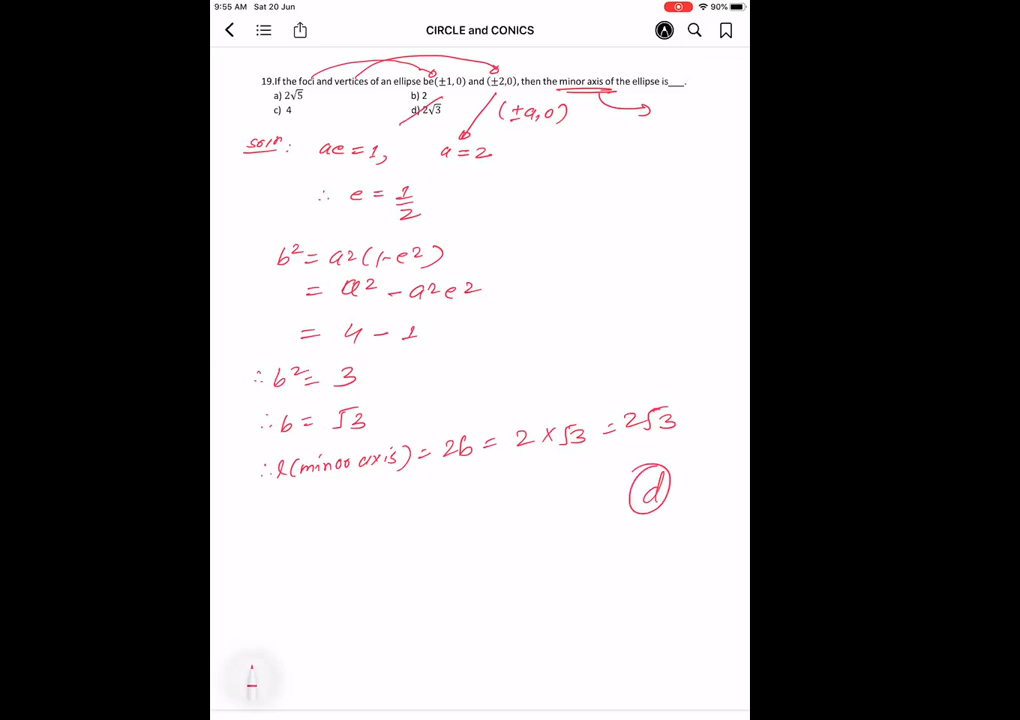 9:55 AM Sat 20 Jun 90%
CIRCLE and CONICS
19.If the foci and vertices of an ellipse be(±1, 0) and (±2,0), then the minor axis of the ellipse is___.
a) 2√5 b) 2
c) 4 d) 2√3
(±a,0)
Soln: ae = 1, a = 2
∴ e = 1/2
b² = a²(1-e²)
= a² - a²e²
= 4 - 1
∴ b² = 3
∴ b = √3
∴ l(minor axis) = 2b = 2 × √3 = 2√3
d